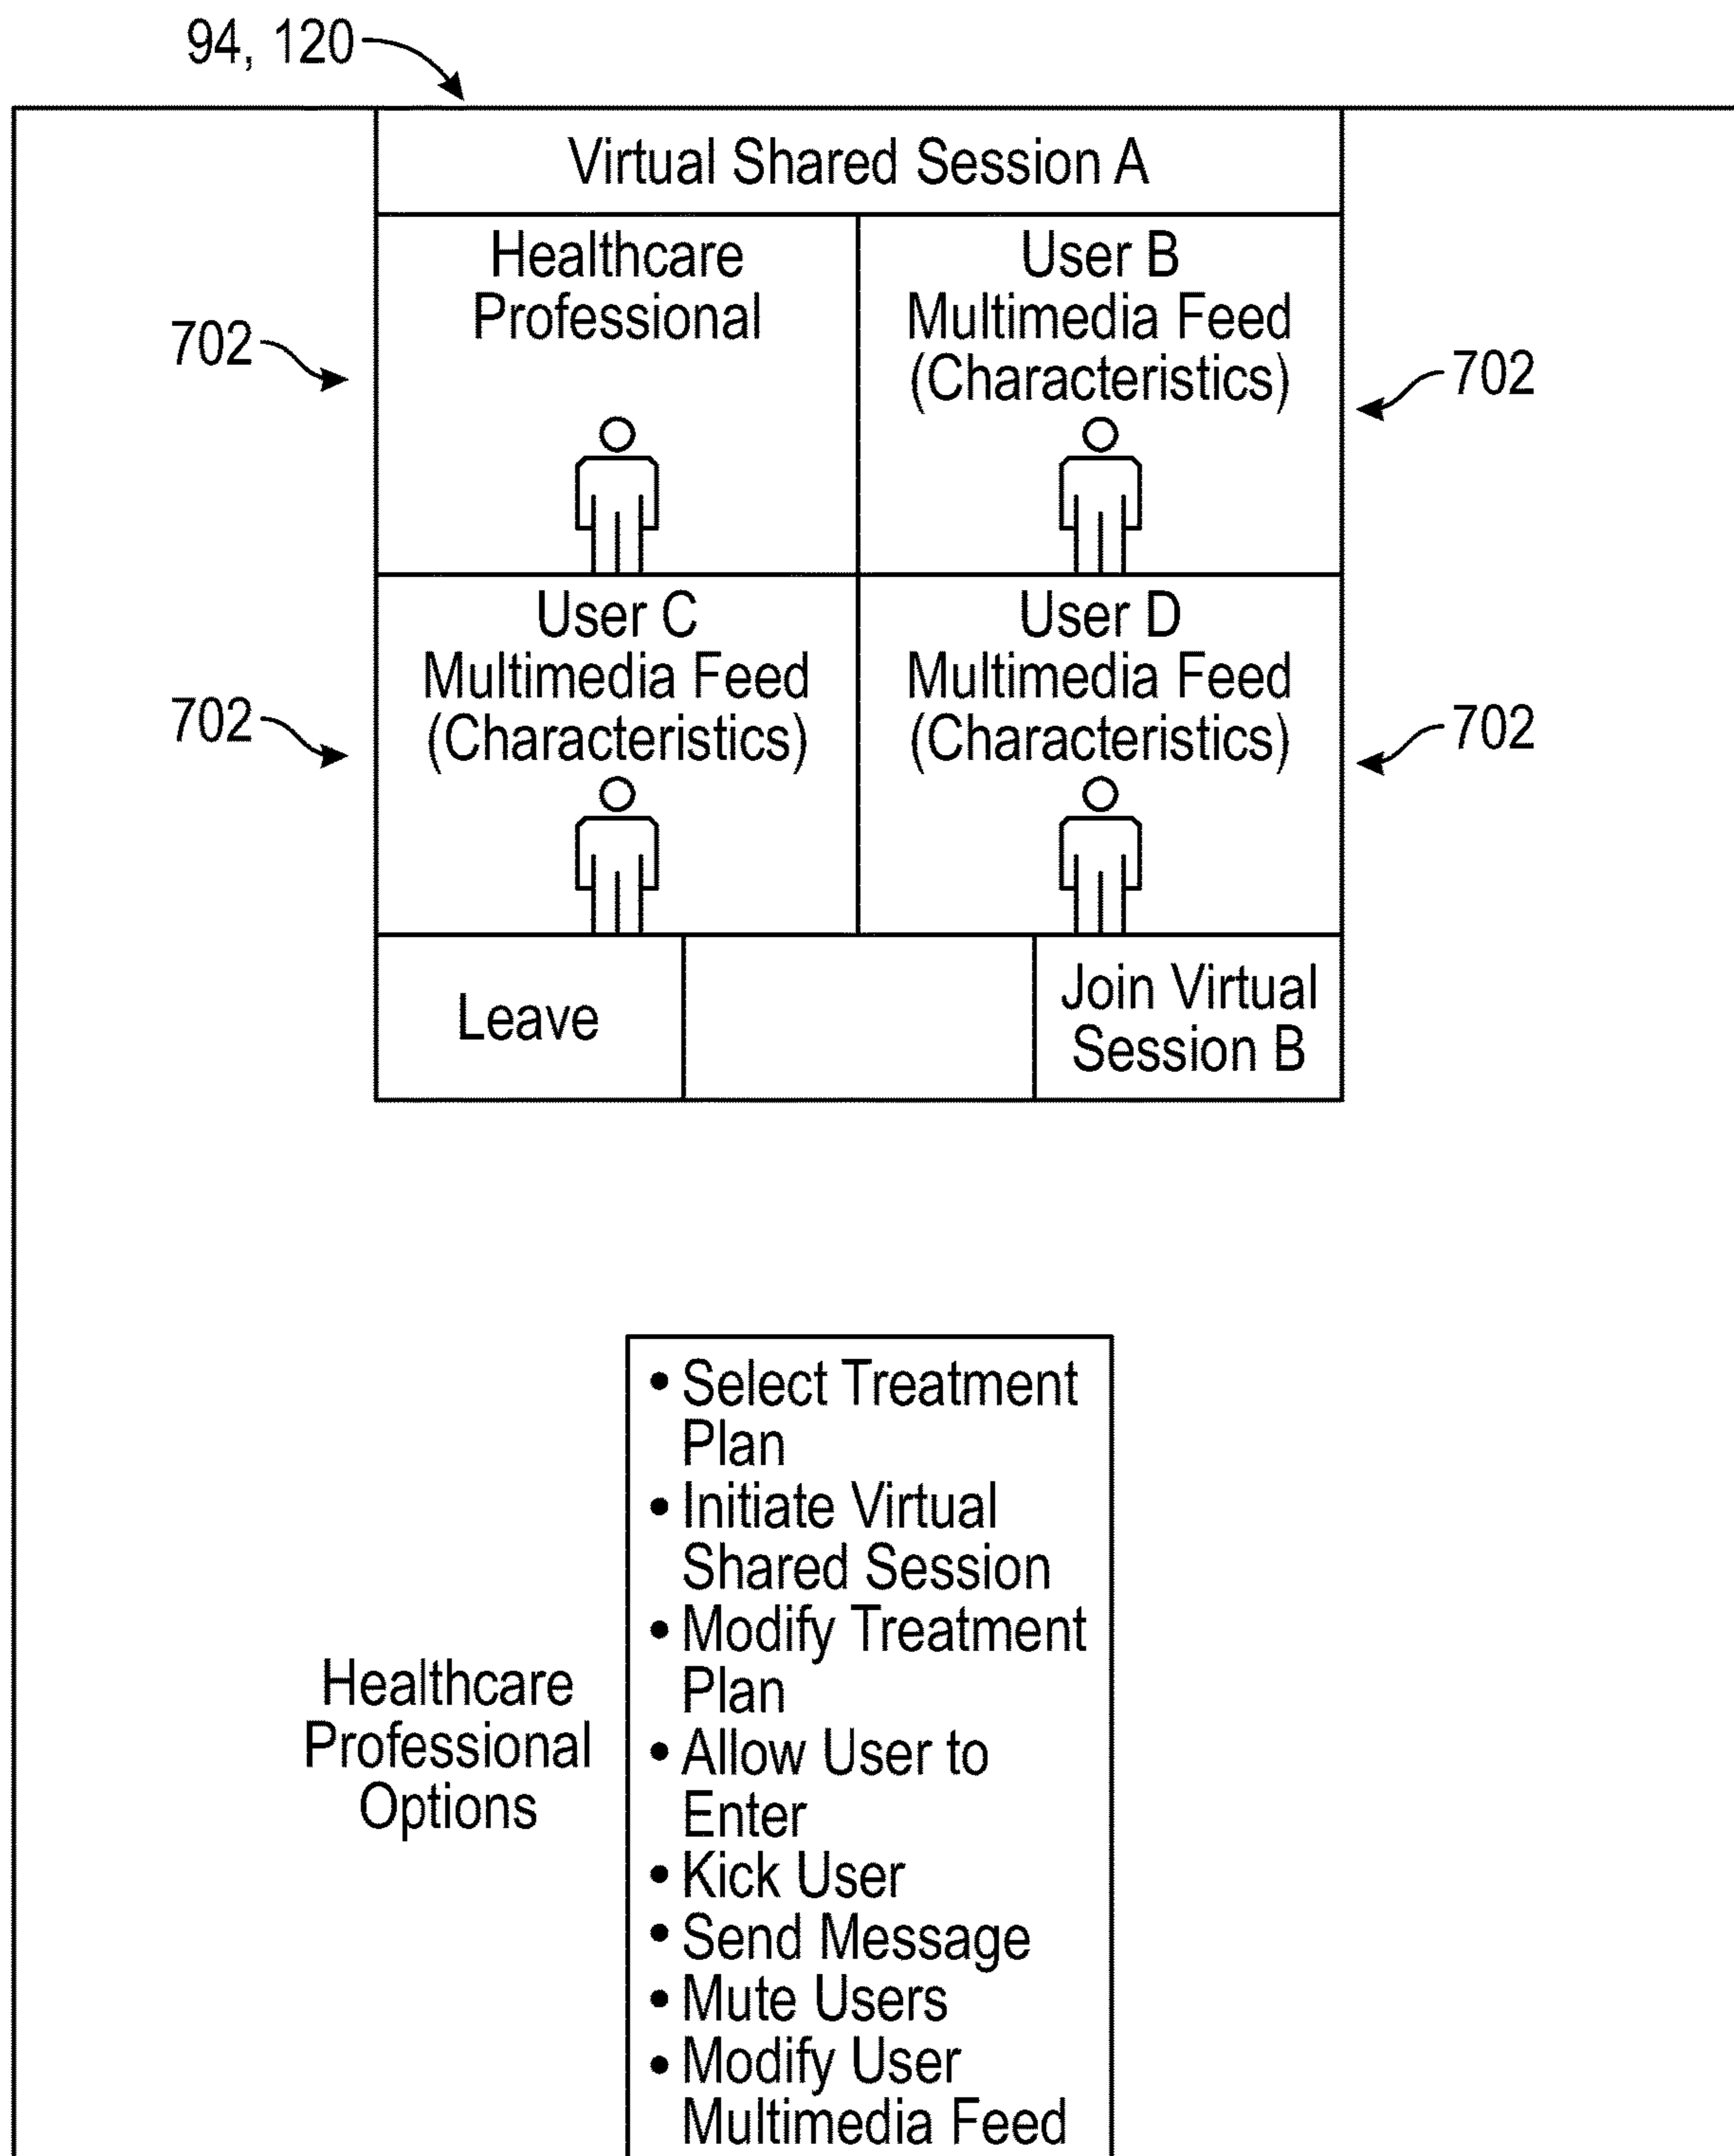 94, 120
Virtual Shared Session A
Healthcare
Professional
User B
Multimedia Feed
(Characteristics)
702
702
User C
Multimedia Feed
(Characteristics)
User D
Multimedia Feed
(Characteristics)
702
702
Leave
Join Virtual
Session B
Healthcare
Professional
Options
• Select Treatment
Plan
• Initiate Virtual
Shared Session
• Modify Treatment
Plan
• Allow User to
Enter
• Kick User
• Send Message
• Mute Users
• Modify User
Multimedia Feed